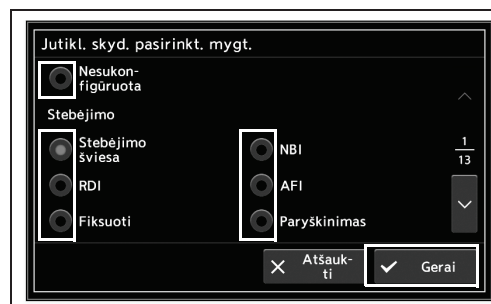 Jutikl. skyd. pasirinkt. mygt.
Nesukon-
figūruota
Stebėjimo
Stebėjimo
šviesa
NBI
1
13
RDI
AFI
Fiksuoti
Paryškinimas
Atšauk-
ti
Gerai